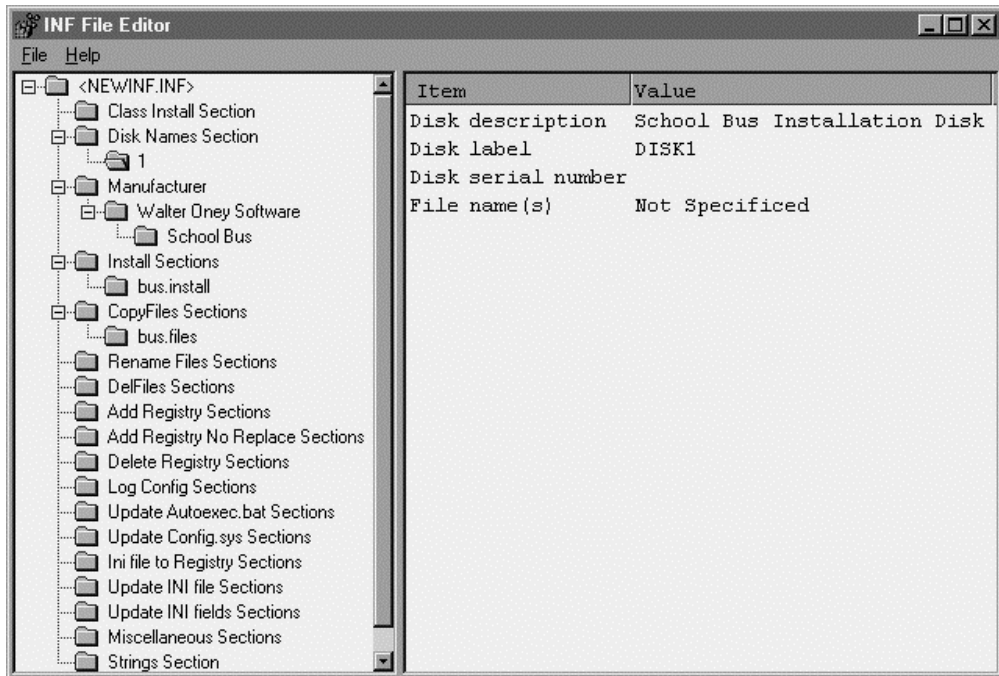 INF File Editor
File Help
<NEWINF.INF>
Class Install Section
Disk Names Section
1
Manufacturer
Walter Oney Software
School Bus
Install Sections
bus.install
CopyFiles Sections
bus.files
Rename Files Sections
DelFiles Sections
Add Registry Sections
Add Registry No Replace Sections
Delete Registry Sections
Log Config Sections
Update Autoexec.bat Sections
Update Config.sys Sections
Ini file to Registry Sections
Update INI file Sections
Update INI fields Sections
Miscellaneous Sections
Strings Section
Item Value
Disk description School Bus Installation Disk
Disk label DISK1
Disk serial number
File name(s) Not Specificed